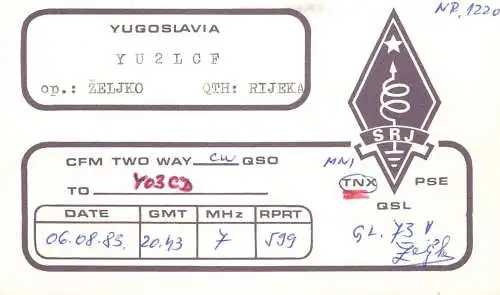 NR. 1220
YUGOSLAVIA
YU2LCF
op.: ŽELJKO QTH: RIJEKA
SRJ
CFM TWO WAY CW QSO
TO YO3CD
MNI
TNX PSE
QSL
DATE GMT MHz RPRT
06.08.85. 20.43 7 599
GL. 73 !
Željko